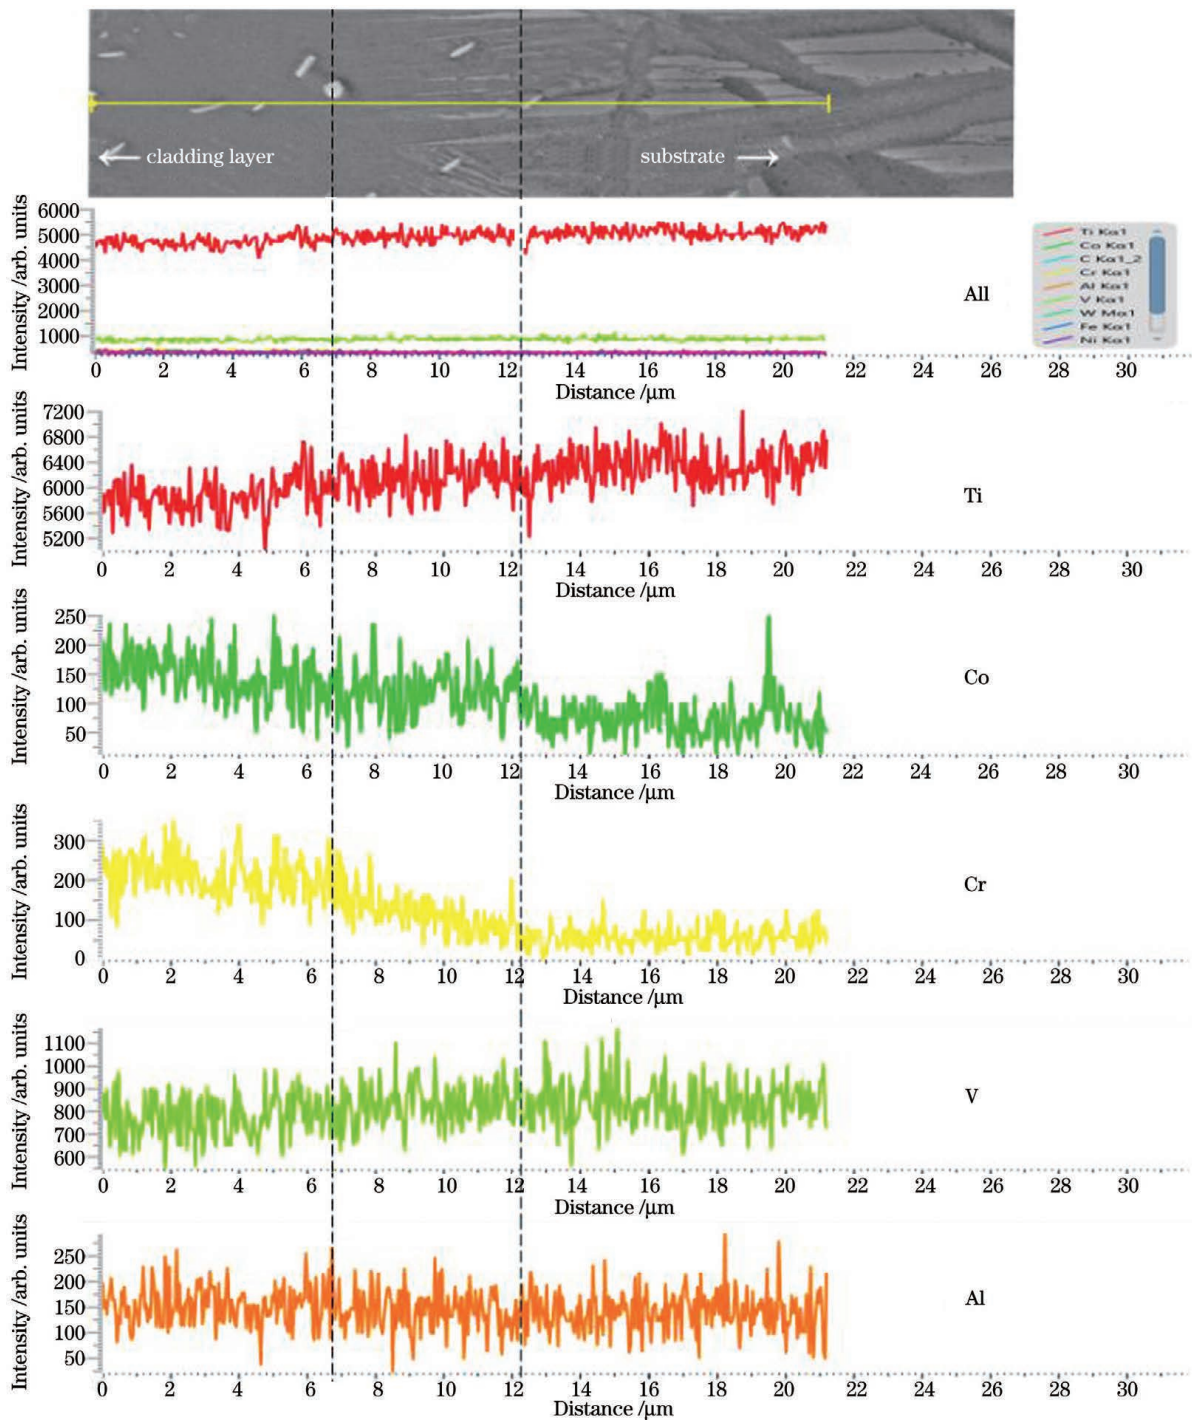 cladding layer
substrate
Intensity /arb. units
6000
5000
4000
3000
2000
1000
0 2 4 6 8 10 12 14 16 18 20 22 24 26 28 30
Distance /μm
All
Ti Kα1
Co Kα1
C Kα1_2
Cr Kα1
Al Kα1
V Kα1
W Mα1
Fe Kα1
Ni Kα1
Intensity /arb. units
7200
6800
6400
6000
5600
5200
0 2 4 6 8 10 12 14 16 18 20 22 24 26 28 30
Distance /μm
Ti
Intensity /arb. units
250
200
150
100
50
0 2 4 6 8 10 12 14 16 18 20 22 24 26 28 30
Distance /μm
Co
Intensity /arb. units
300
200
100
0
0 2 4 6 8 10 12 14 16 18 20 22 24 26 28 30
Distance /μm
Cr
Intensity /arb. units
1100
1000
900
800
700
600
0 2 4 6 8 10 12 14 16 18 20 22 24 26 28 30
Distance /μm
V
Intensity /arb. units
250
200
150
100
50
0 2 4 6 8 10 12 14 16 18 20 22 24 26 28 30
Distance /μm
Al